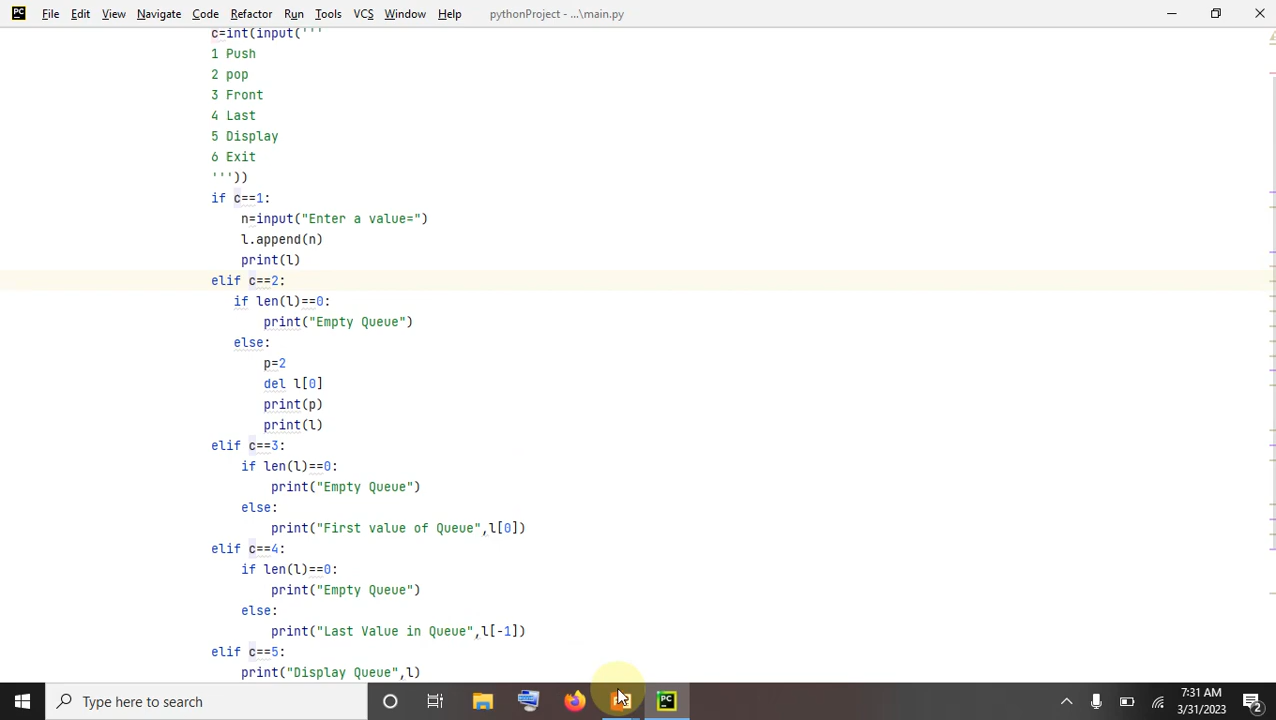 PC File Edit View Navigate Code Refactor Run Tools VCS Window Help pythonProject - ...\main.py
c=int(input('''
1 Push
2 pop
3 Front
4 Last
5 Display
6 Exit
'''))
if c==1:
n=input("Enter a value=")
l.append(n)
print(l)
elif c==2:
if len(l)==0:
print("Empty Queue")
else:
p=2
del l[0]
print(p)
print(l)
elif c==3:
if len(l)==0:
print("Empty Queue")
else:
print("First value of Queue",l[0])
elif c==4:
if len(l)==0:
print("Empty Queue")
else:
print("Last Value in Queue",l[-1])
elif c==5:
print("Display Queue",l)
Type here to search
PC
7:31 AM
3/31/2023
2